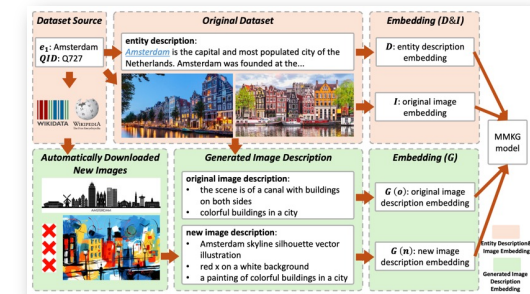 Dataset Source
Original Dataset
Embedding (D&I)
e₁: Amsterdam
QID: Q727
entity description:
Amsterdam is the capital and most populated city of the
Netherlands. Amsterdam was founded at the...
D: entity description
embedding
WIKIDATA
WIKIPEDIA
I: original image
embedding
MMKG
model
Automatically Downloaded
New Images
Generated Image Description
Embedding (G)
AMSTERDAM
original image description:
• the scene is of a canal with buildings
on both sides
• colorful buildings in a city
G (o): original image
description embedding
new image description:
• Amsterdam skyline silhouette vector
illustration
• red x on a white background
• a painting of colorful buildings in a city
G (n): new image
description embedding
Entity Description&
Image Embedding
Generated Image
Description
Embedding